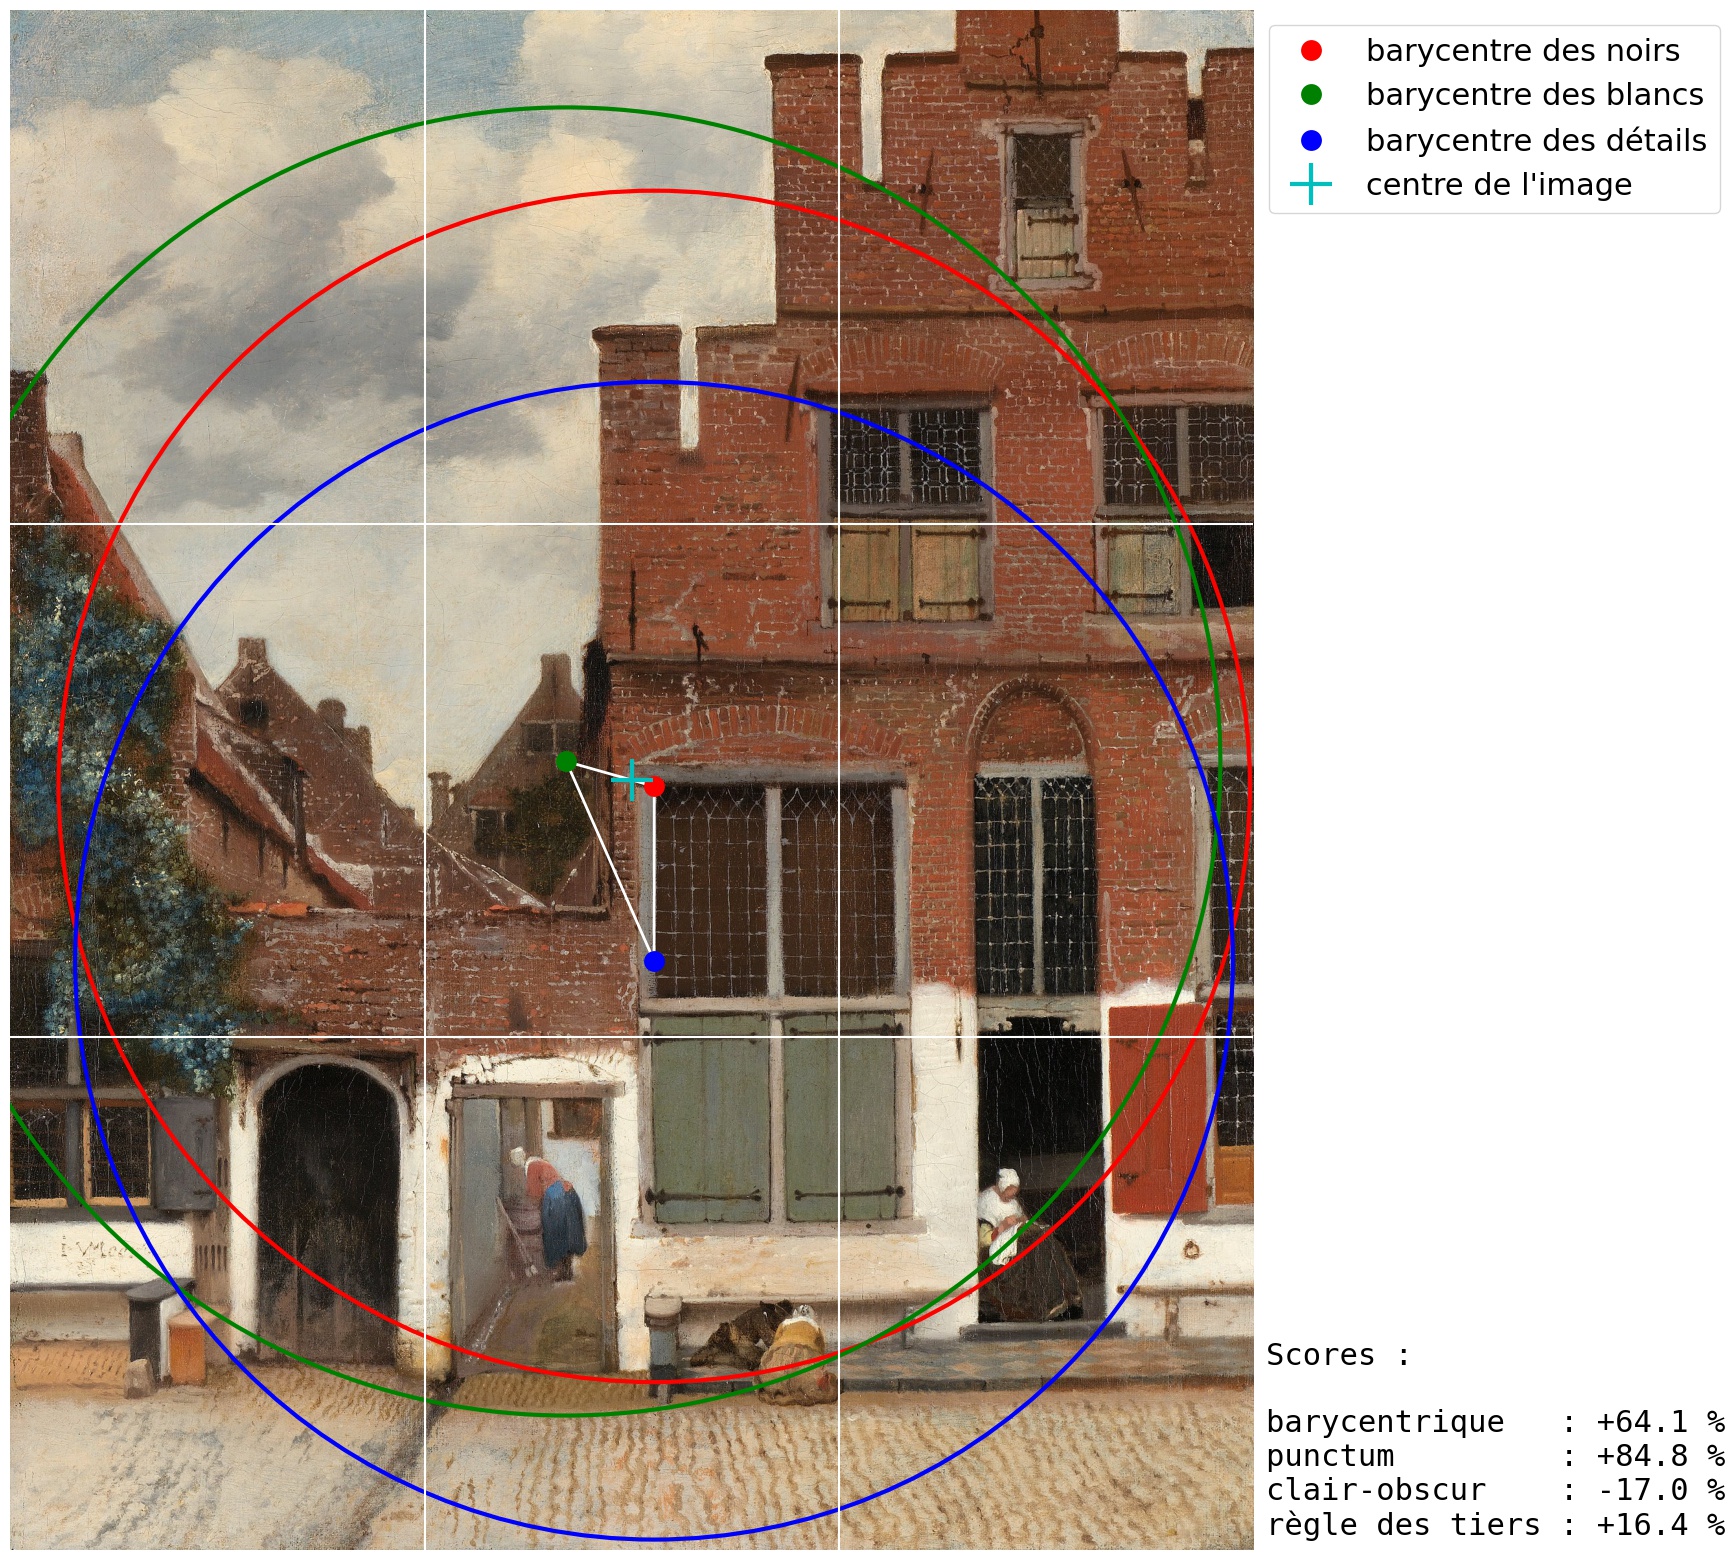 barycentre des noirs
barycentre des blancs
barycentre des détails
centre de l'image
Scores :
barycentrique : +64.1 %
punctum : +84.8 %
clair-obscur : -17.0 %
règle des tiers : +16.4 %